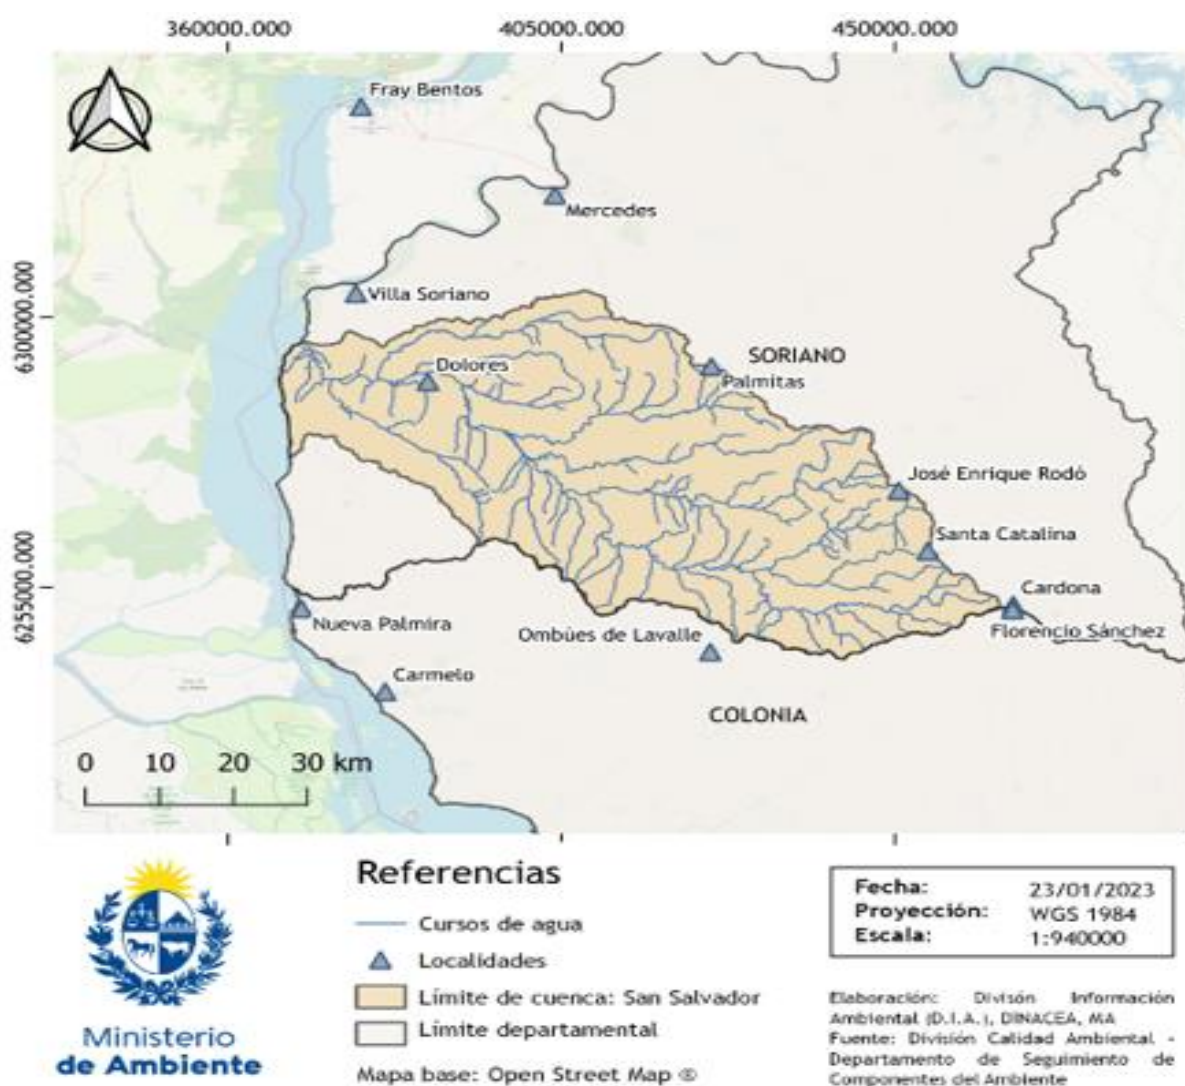 360000.000
405000.000
450000.000
Fray Bentos
Mercedes
6300000.000
Villa Soriano
SORIANO
Dolores
Palmitas
José Enrique Rodó
Santa Catalina
6255000.000
Cardona
Nueva Palmira
Ombúes de Lavalle
Florencio Sánchez
Carmelo
COLONIA
0 10 20 30 km
Referencias
Cursos de agua
Localidades
Límite de cuenca: San Salvador
Límite departamental
Mapa base: Open Street Map ®
Ministerio
de Ambiente
Fecha: 23/01/2023
Proyección: WGS 1984
Escala: 1:940000
Elaboración: Divisón Información
Ambiental (D.I.A.), DINACEA, MA
Fuente: División Calidad Ambiental -
Departamento de Seguimiento de
Componentes del Ambiente